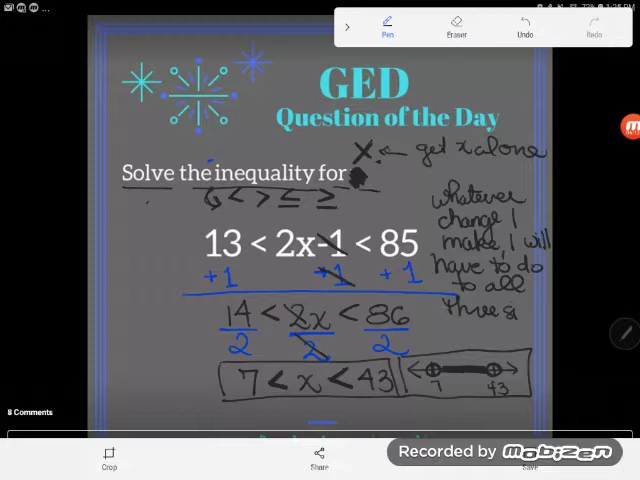 Pen
Eraser
Undo
Redo
GED
Question of the Day
X. ← get x alone
Solve the inequality for
< > ≤ ≥
whatever
change I
make, I will
have to do
to all
three si
13 < 2x-1 < 85
+1 +1 +1
14 < 2x < 86
2 2 2
7 < x < 43
7 43
8 Comments
Recorded by Mobizen
Crop
Share
Save